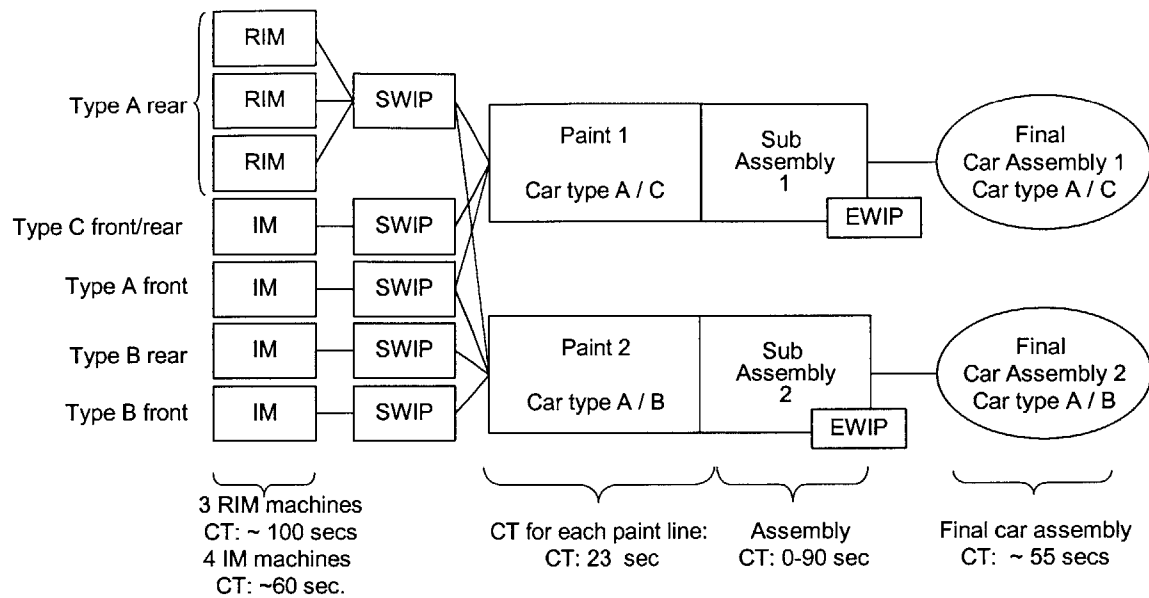 RIM
Type A rear
RIM
SWIP
RIM
Type C front/rear
IM
SWIP
Type A front
IM
SWIP
Type B rear
IM
SWIP
Type B front
IM
SWIP
Paint 1
Car type A / C
Sub
Assembly
1
EWIP
Final
Car Assembly 1
Car type A / C
Paint 2
Car type A / B
Sub
Assembly
2
EWIP
Final
Car Assembly 2
Car type A / B
3 RIM machines
CT: ~ 100 secs
4 IM machines
CT: ~60 sec.
CT for each paint line:
CT: 23 sec
Assembly
CT: 0-90 sec
Final car assembly
CT: ~ 55 secs